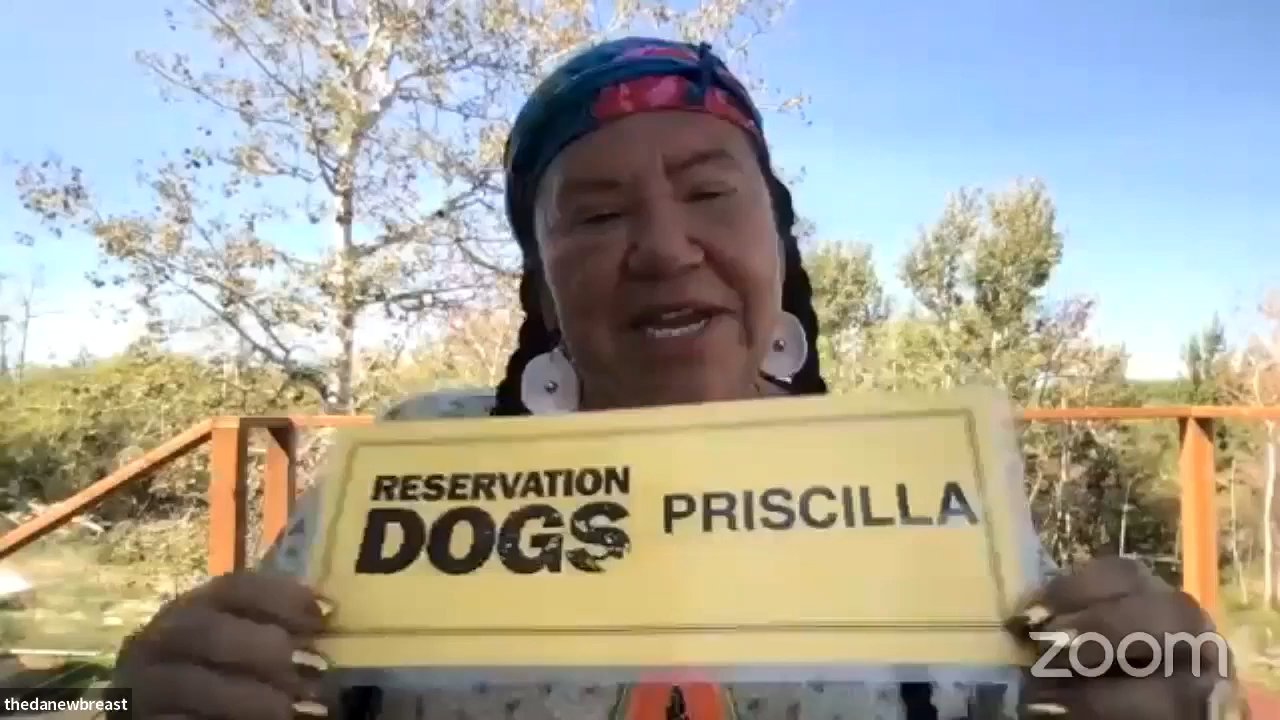 RESERVATION
DOGS
PRISCILLA
zoom
thedanewbreast